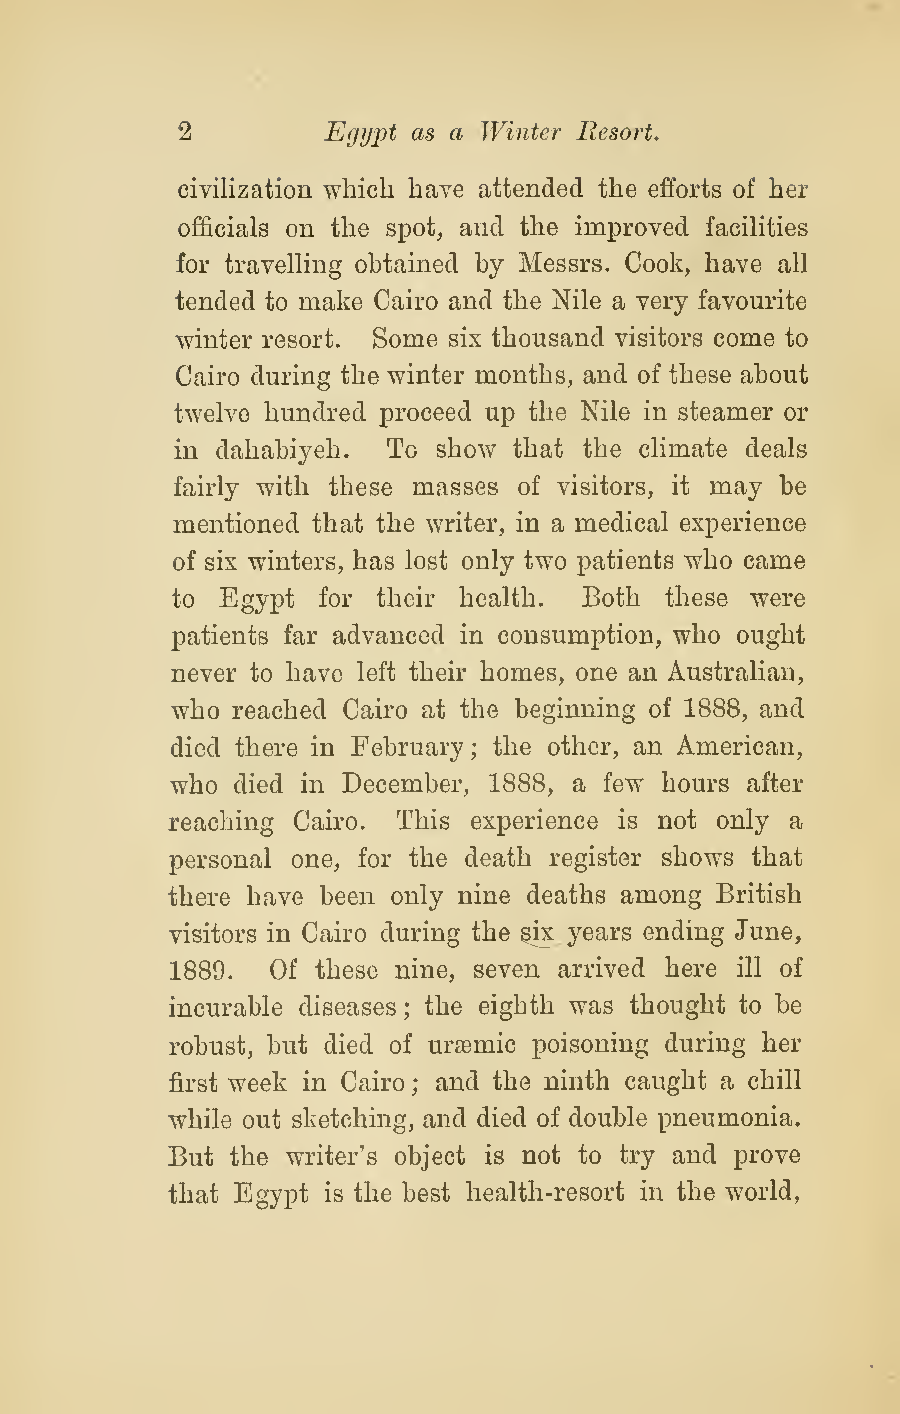 2 Egypt as a Winter Resort.
civilization which have attended the efforts of her
officials on the spot, and the improved facilities
for travelling obtained by Messrs. Cook, have all
tended to make Cairo and the Nile a very favourite
winter resort. Some six thousand visitors come to
Cairo during the winter months, and of these about
twelve hundred proceed up the Nile in steamer or
in dahabiyeh. To show that the climate deals
fairly with these masses of visitors, it may be
mentioned that the writer, in a medical experience
of six winters, has lost only two patients who came
to Egypt for their health. Both these were
patients far advanced in consumption, who ought
never to have left their homes, one an Australian,
who reached Cairo at the beginning of 1888, and
died there in February; the other, an American,
who died in December, 1888, a few hours after
reaching Cairo. This experience is not only a
personal one, for the death register shows that
there have been only nine deaths among British
visitors in Cairo during the six years ending June,
1889. Of these nine, seven arrived here ill of
incurable diseases; the eighth was thought to be
robust, but died of uræmic poisoning during her
first week in Cairo; and the ninth caught a chill
while out sketching, and died of double pneumonia.
But the writer's object is not to try and prove
that Egypt is the best health-resort in the world,